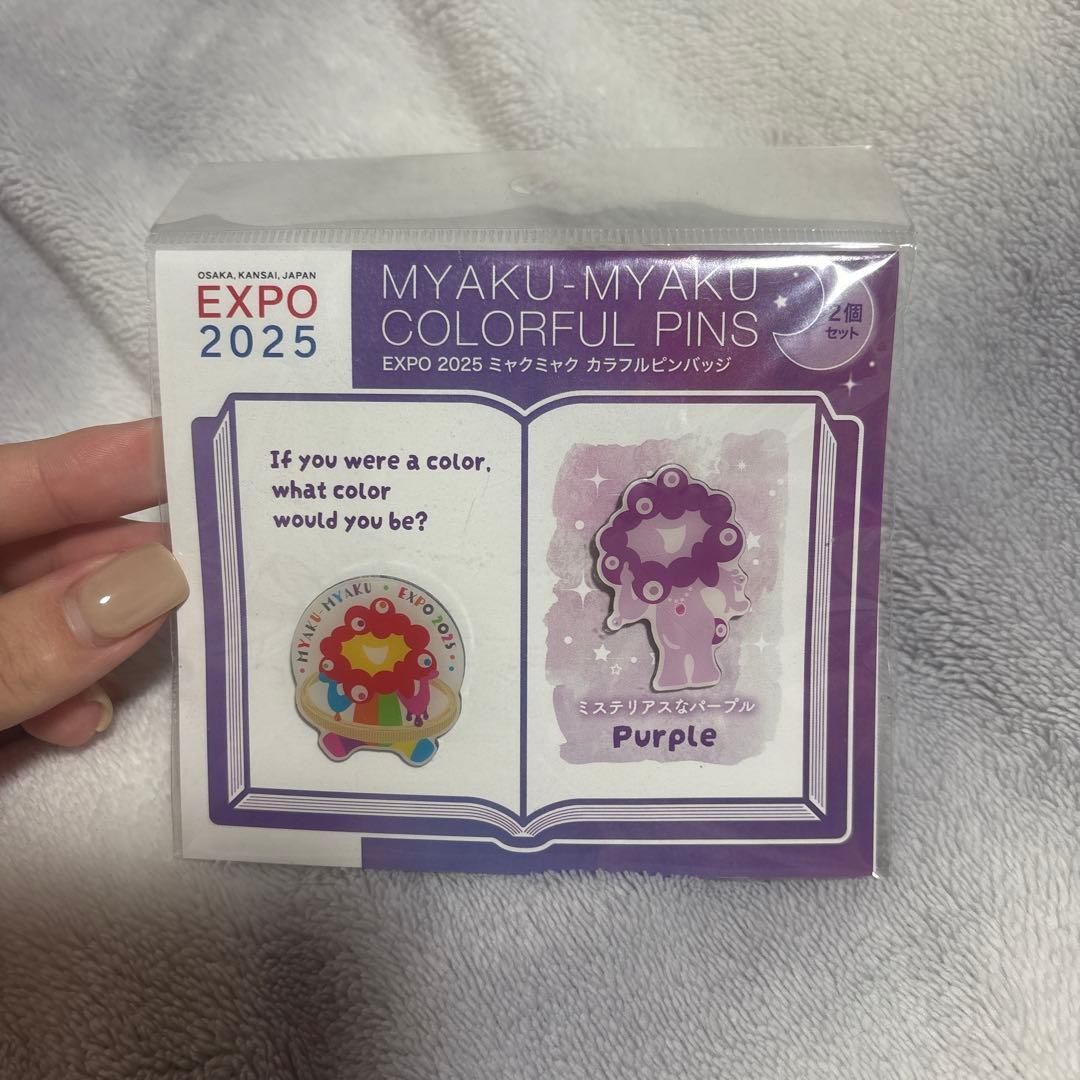 OSAKA, KANSAI, JAPAN
EXPO
2025
MYAKU-MYAKU
COLORFUL PINS
EXPO 2025 ミャクミャク カラフルピンバッジ
2個
セット
If you were a color,
what color
would you be?
MYAKU-MYAKU • EXPO 2025 •
ミステリアスなパープル
Purple